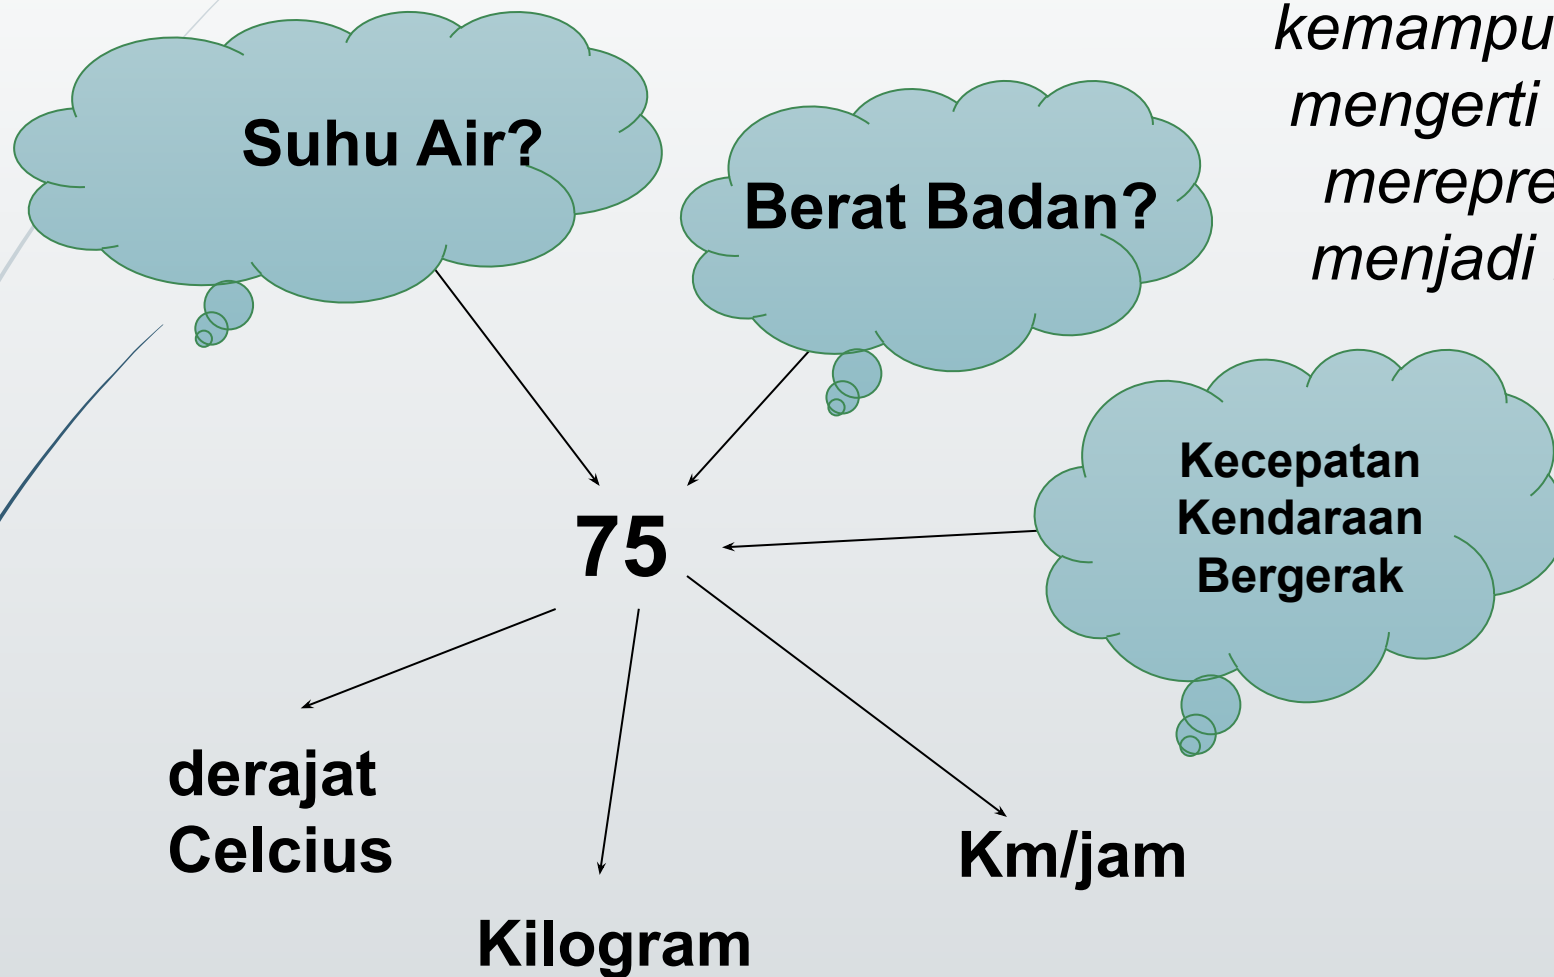 kemampu
mengerti
merepre
menjadi
Suhu Air?
Berat Badan?
Kecepatan
Kendaraan
Bergerak
75
derajat
Celcius
Km/jam
Kilogram